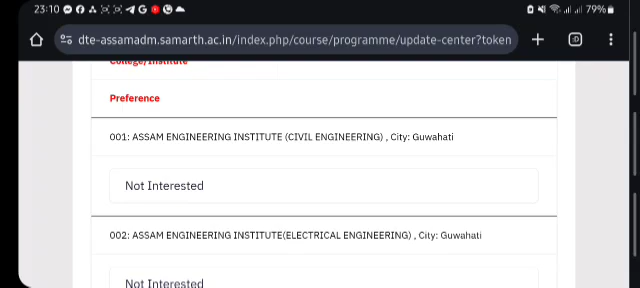 23:10
79%
dte-assamadm.samarth.ac.in/index.php/course/programme/update-center?token
:D
College/Institute
Preference
001: ASSAM ENGINEERING INSTITUTE (CIVIL ENGINEERING) , City: Guwahati
Not Interested
002: ASSAM ENGINEERING INSTITUTE(ELECTRICAL ENGINEERING) , City: Guwahati
Not Interested